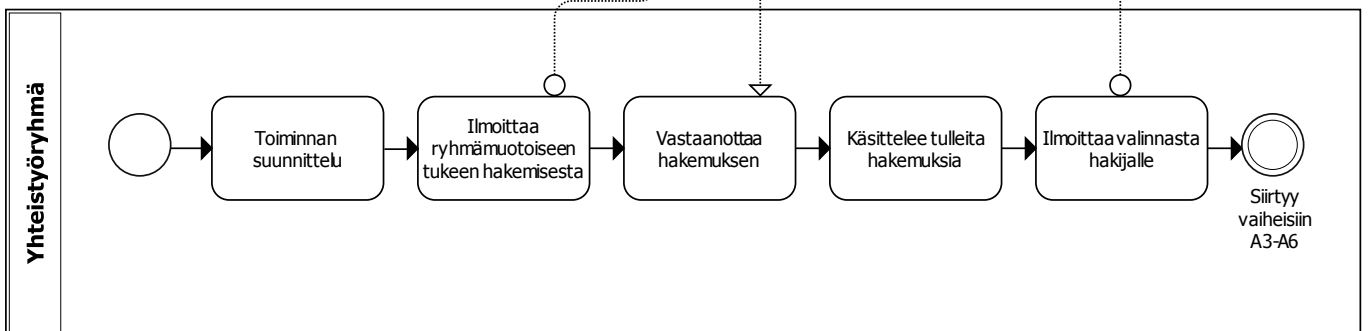 Yhteistyöryhmä
Toiminnan
suunnittelu
Ilmoittaa
ryhmämuotoiseen
tukeen hakemisesta
Vastaanottaa
hakemuksen
Käsittelee tulleita
hakemuksia
Ilmoittaa valinnasta
hakijalle
Siirtyy
vaiheisiin
A3-A6